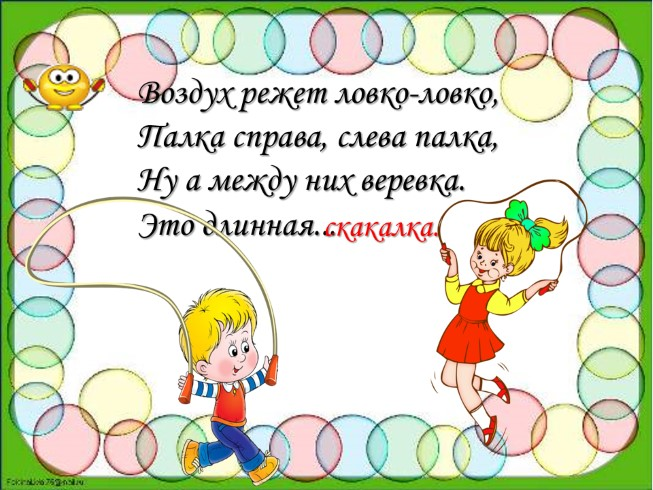 Воздух режет ловко-ловко,
Палка справа, слева палка,
Ну а между них веревка.
Это длинная...скакалка.